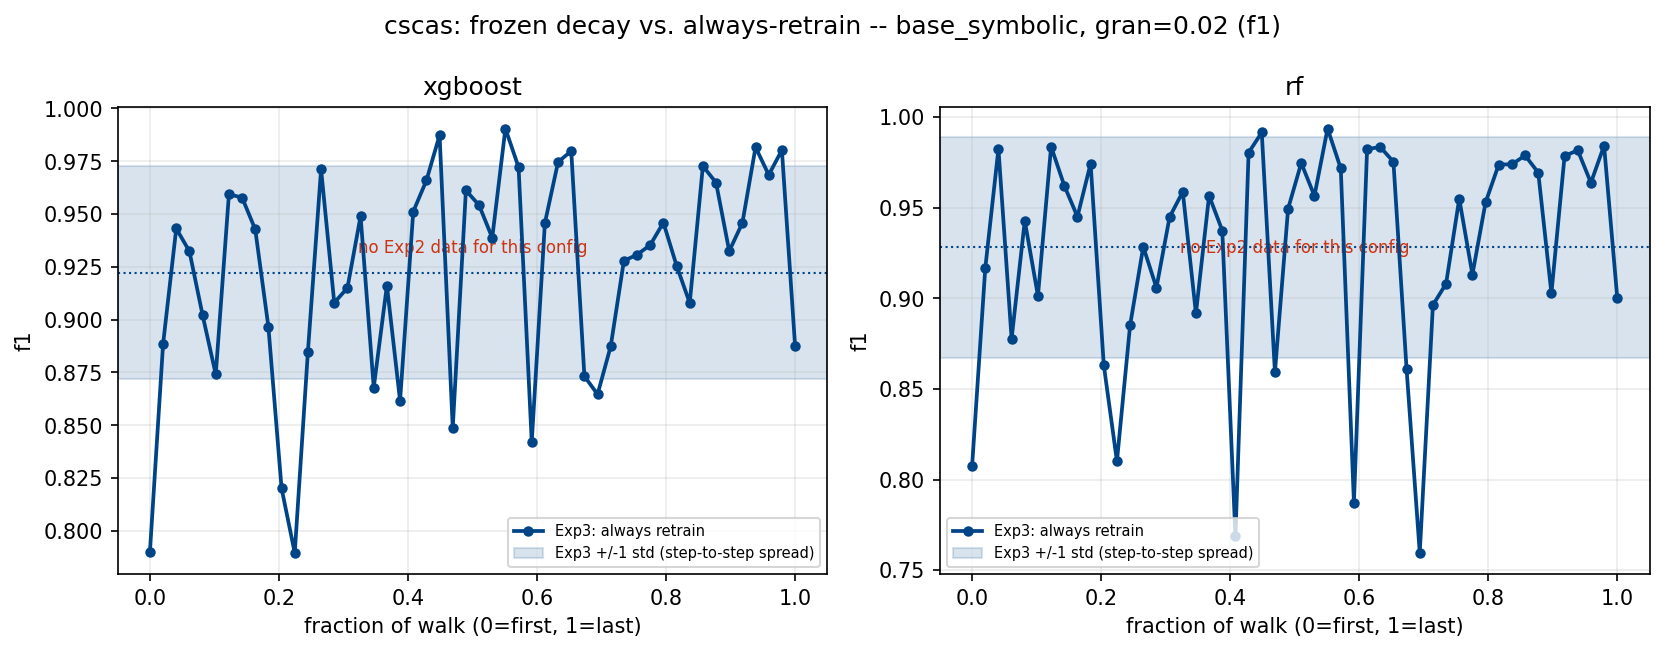 cscas: frozen decay vs. always-retrain -- base_symbolic, gran=0.02 (f1)
xgboost
1.000
0.975
0.950
0.925
0.900
0.875
0.850
0.825
0.800
f1
no Exp2 data for this config
Exp3: always retrain
Exp3 +/-1 std (step-to-step spread)
0.0 0.2 0.4 0.6 0.8 1.0
fraction of walk (0=first, 1=last)
rf
1.00
0.95
0.90
0.85
0.80
0.75
f1
no Exp2 data for this config
Exp3: always retrain
Exp3 +/-1 std (step-to-step spread)
0.0 0.2 0.4 0.6 0.8 1.0
fraction of walk (0=first, 1=last)